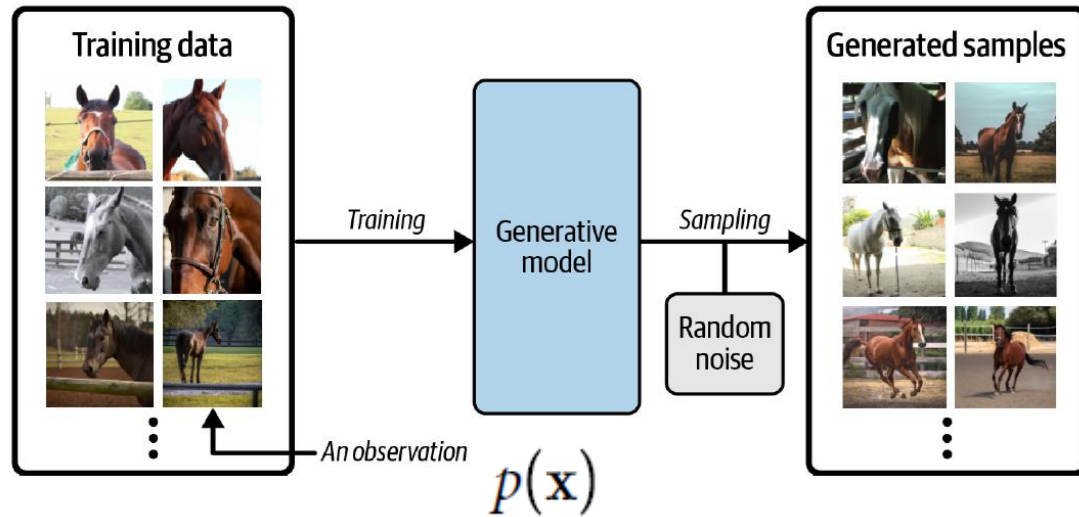 Training data
Generated samples
Training
Generative
model
Sampling
Random
noise
An observation
p(x)